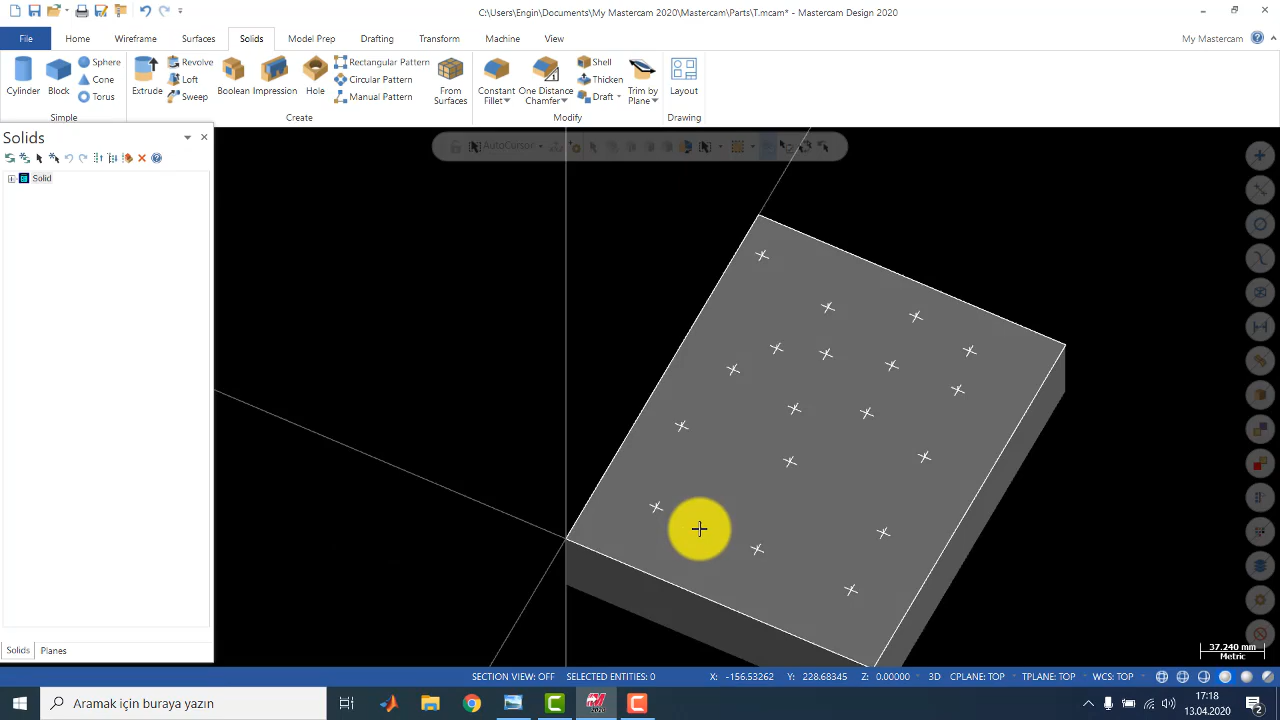 C:\Users\Engin\Documents\My Mastercam 2020\Mastercam\Parts\T.mcam* - Mastercam Design 2020
File Home Wireframe Surfaces Solids Model Prep Drafting Transform Machine View My Mastercam
Cylinder Block Sphere
Cone
Torus
Simple
Extrude Revolve
Loft
Sweep
Boolean Impression Hole Rectangular Pattern
Circular Pattern
Manual Pattern
From
Surfaces
Create
Constant
Fillet
One Distance
Chamfer
Shell
Thicken
Draft
Trim by
Plane
Modify
Layout
Drawing
Solids
AutoCursor
Solid
37.240 mm
Metric
Solids Planes
SECTION VIEW: OFF SELECTED ENTITIES: 0 X: -156.53262 Y: 228.68345 Z: 0.00000 3D CPLANE: TOP TPLANE: TOP WCS: TOP
Aramak için buraya yazın
2020
17:18
13.04.2020
2